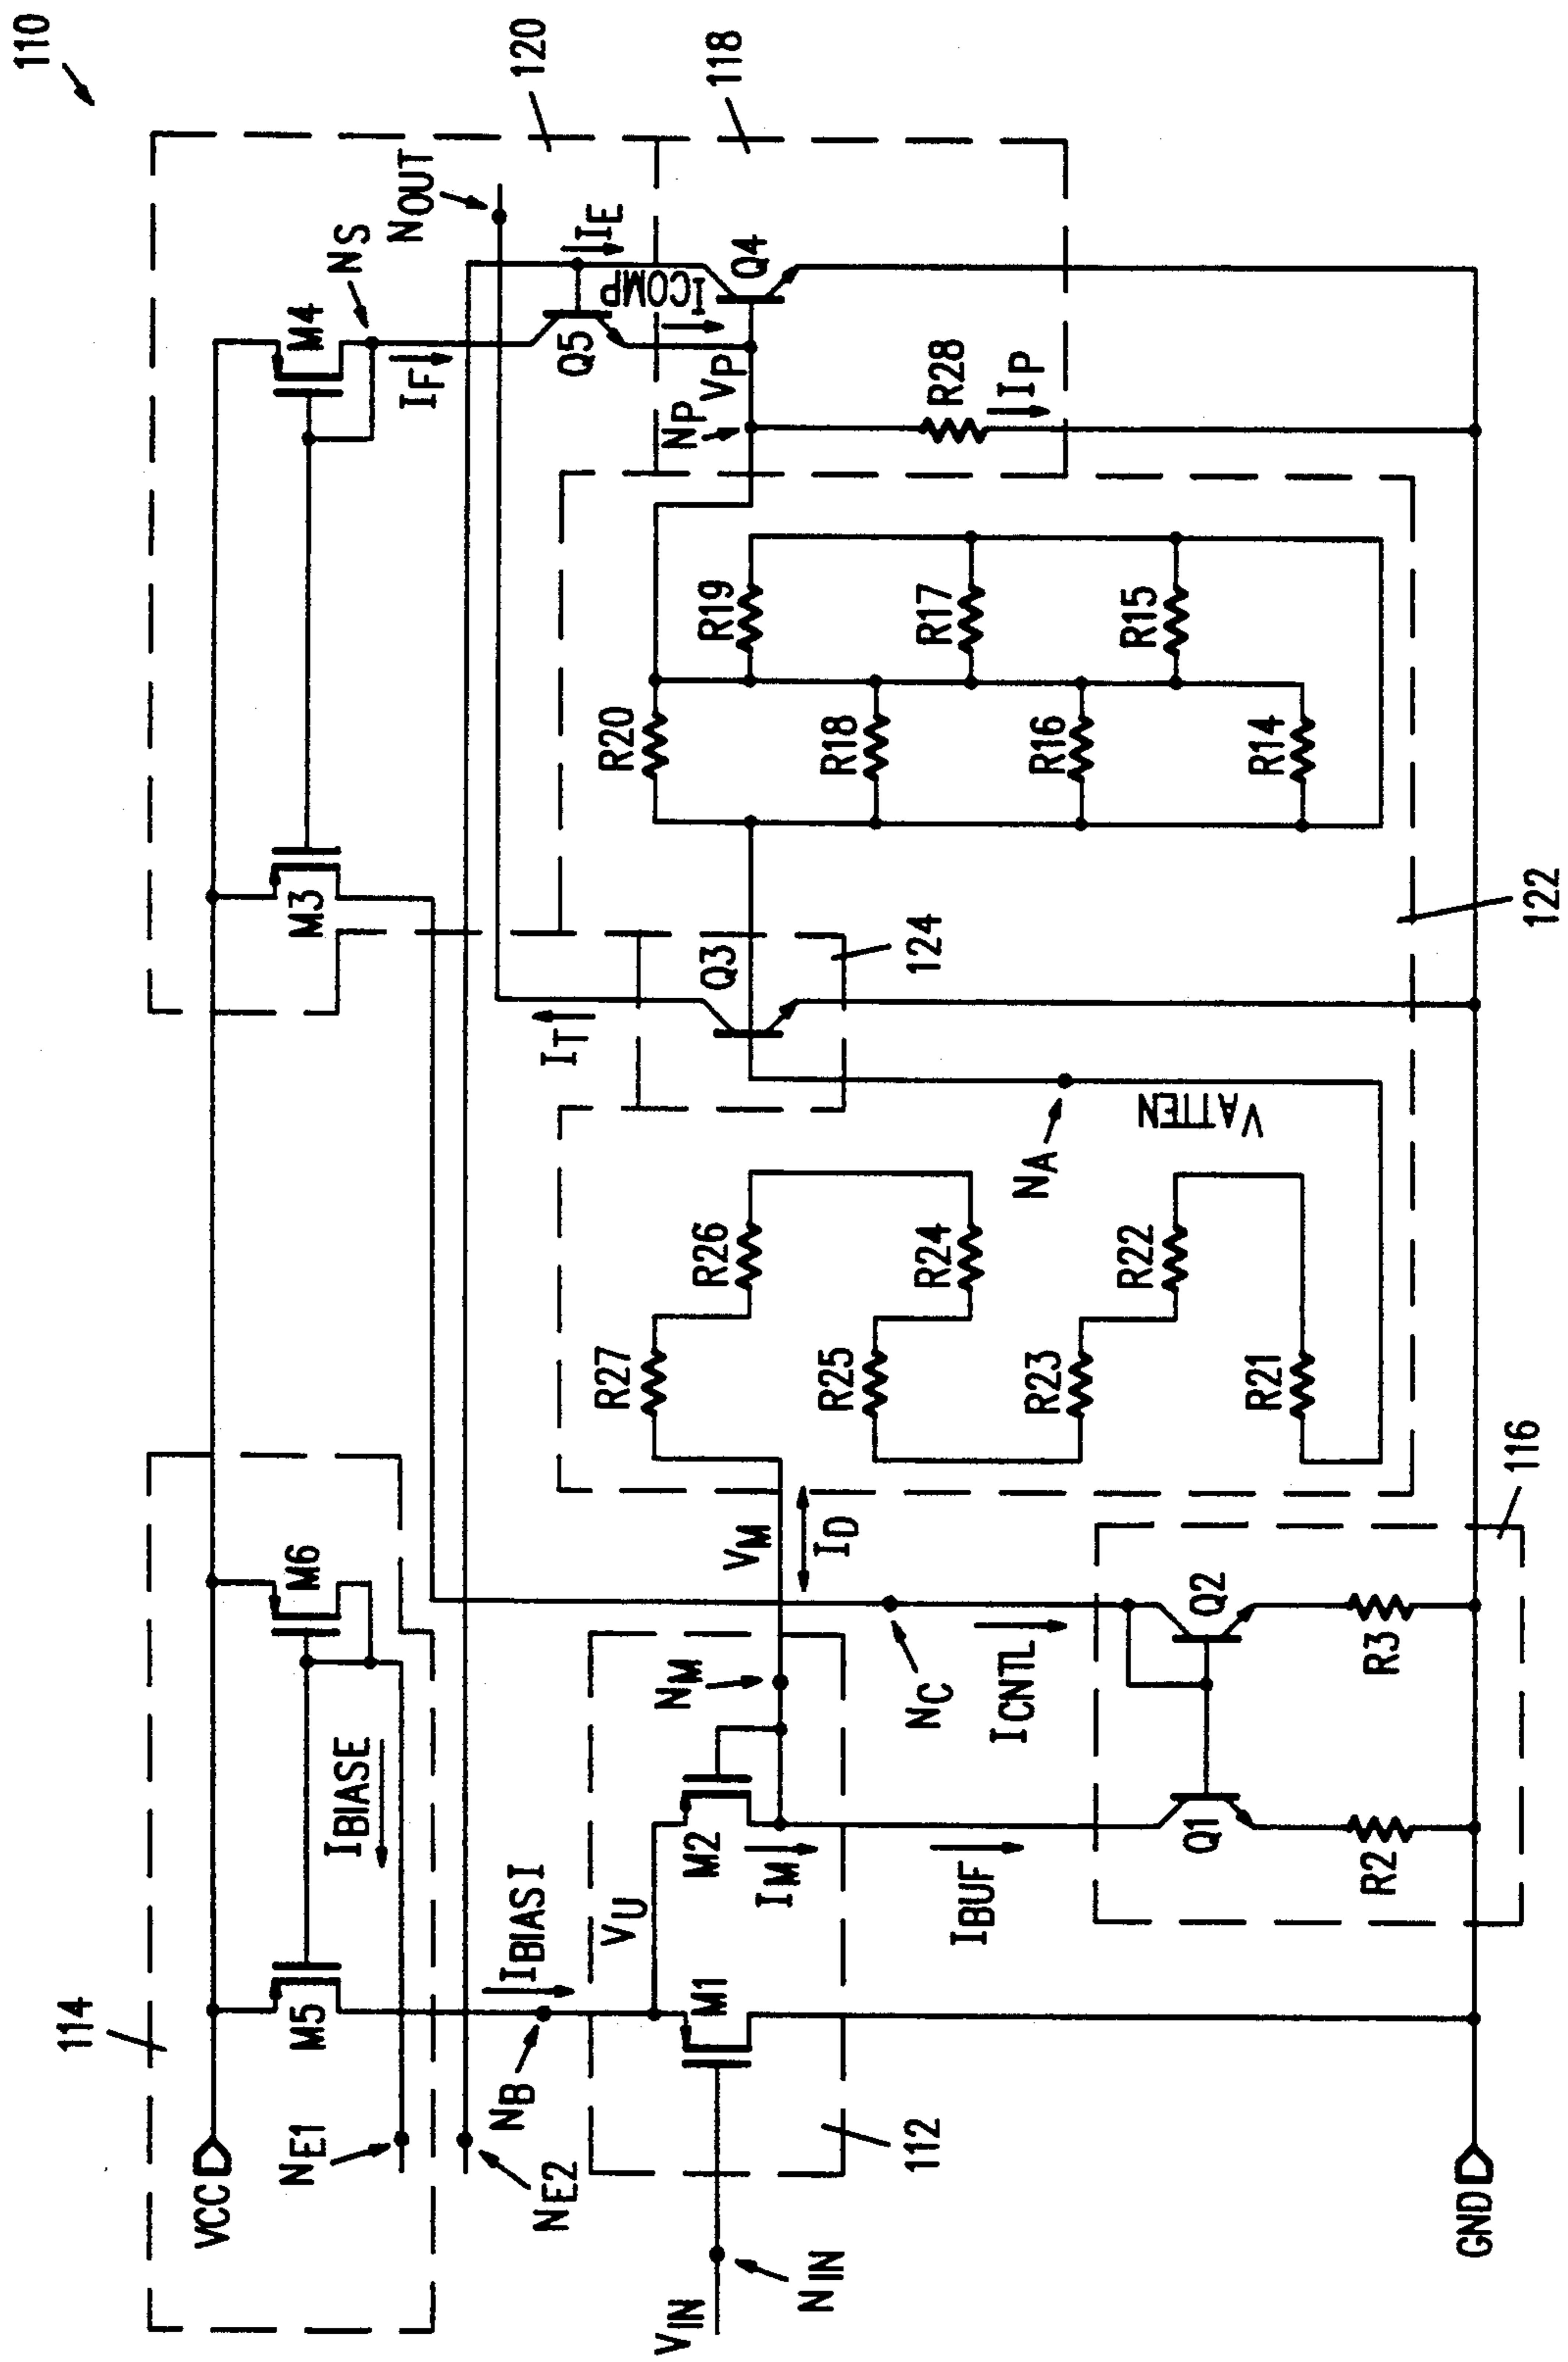 110
120
118
114
VCC
M5
M6
M3
M4
NS
IF
NOUT
IE
ICOMP
Q5
Q4
NP
VP
R28
IP
NE1
IBIASE
NE2
NB
IBIASI
VU
M1
M2
IM
NM
VM
ID
VIN
NIN
112
IBUF
NC
ICNTL
Q1
Q2
R2
R3
116
R27
R26
R25
R24
R23
R22
R21
NA
VATTEN
IT
Q3
124
R20
R19
R18
R17
R16
R15
R14
122
GND